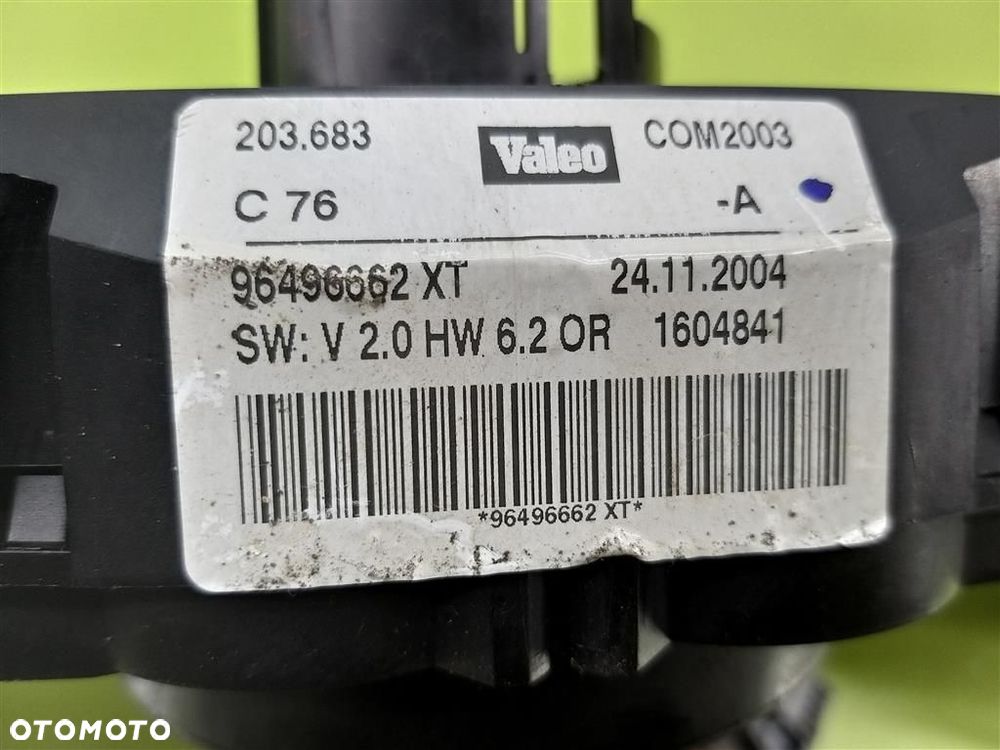 203.683 Valeo COM2003
C 76 -A
96496662 XT 24.11.2004
SW: V 2.0 HW 6.2 OR 1604841
*96496662 XT*
OTOMOTO